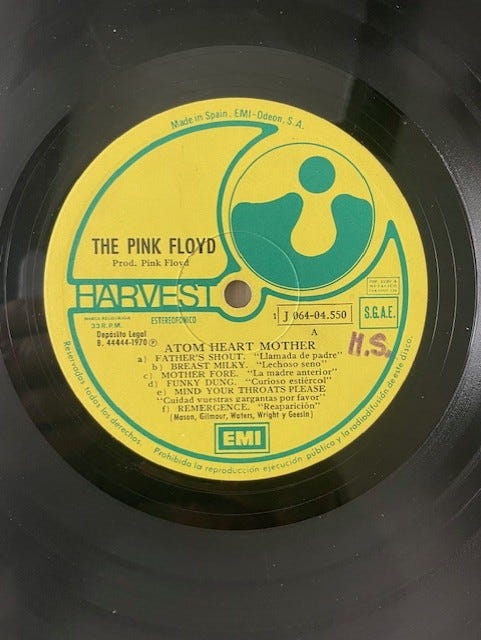 Made in Spain. EMI-Odeon, S.A.
THE PINK FLOYD
Prod. Pink Floyd
HARVEST
MARCA REGISTRADA
33 R.P.M.
ESTEREOFONICO
1 J 064-04.550
S.G.A.E.
Depósito Legal
B. 44444-1970 Ⓟ
A
H.S.
ATOM HEART MOTHER
a) FATHER'S SHOUT. "Llamada de padre"
b) BREAST MILKY. "Lechoso seno"
c) MOTHER FORE. "La madre anterior"
d) FUNKY DUNG. "Curioso estiércol"
e) MIND YOUR THROATS PLEASE
"Cuidad vuestras gargantas por favor"
f) REMERGENCE. "Reaparición"
(Mason, Gilmour, Waters, Wright y Geesin)
EMI
Reservados todos los derechos. Prohibida la reproducción ejecución pública y la radiodifusión de este disco.